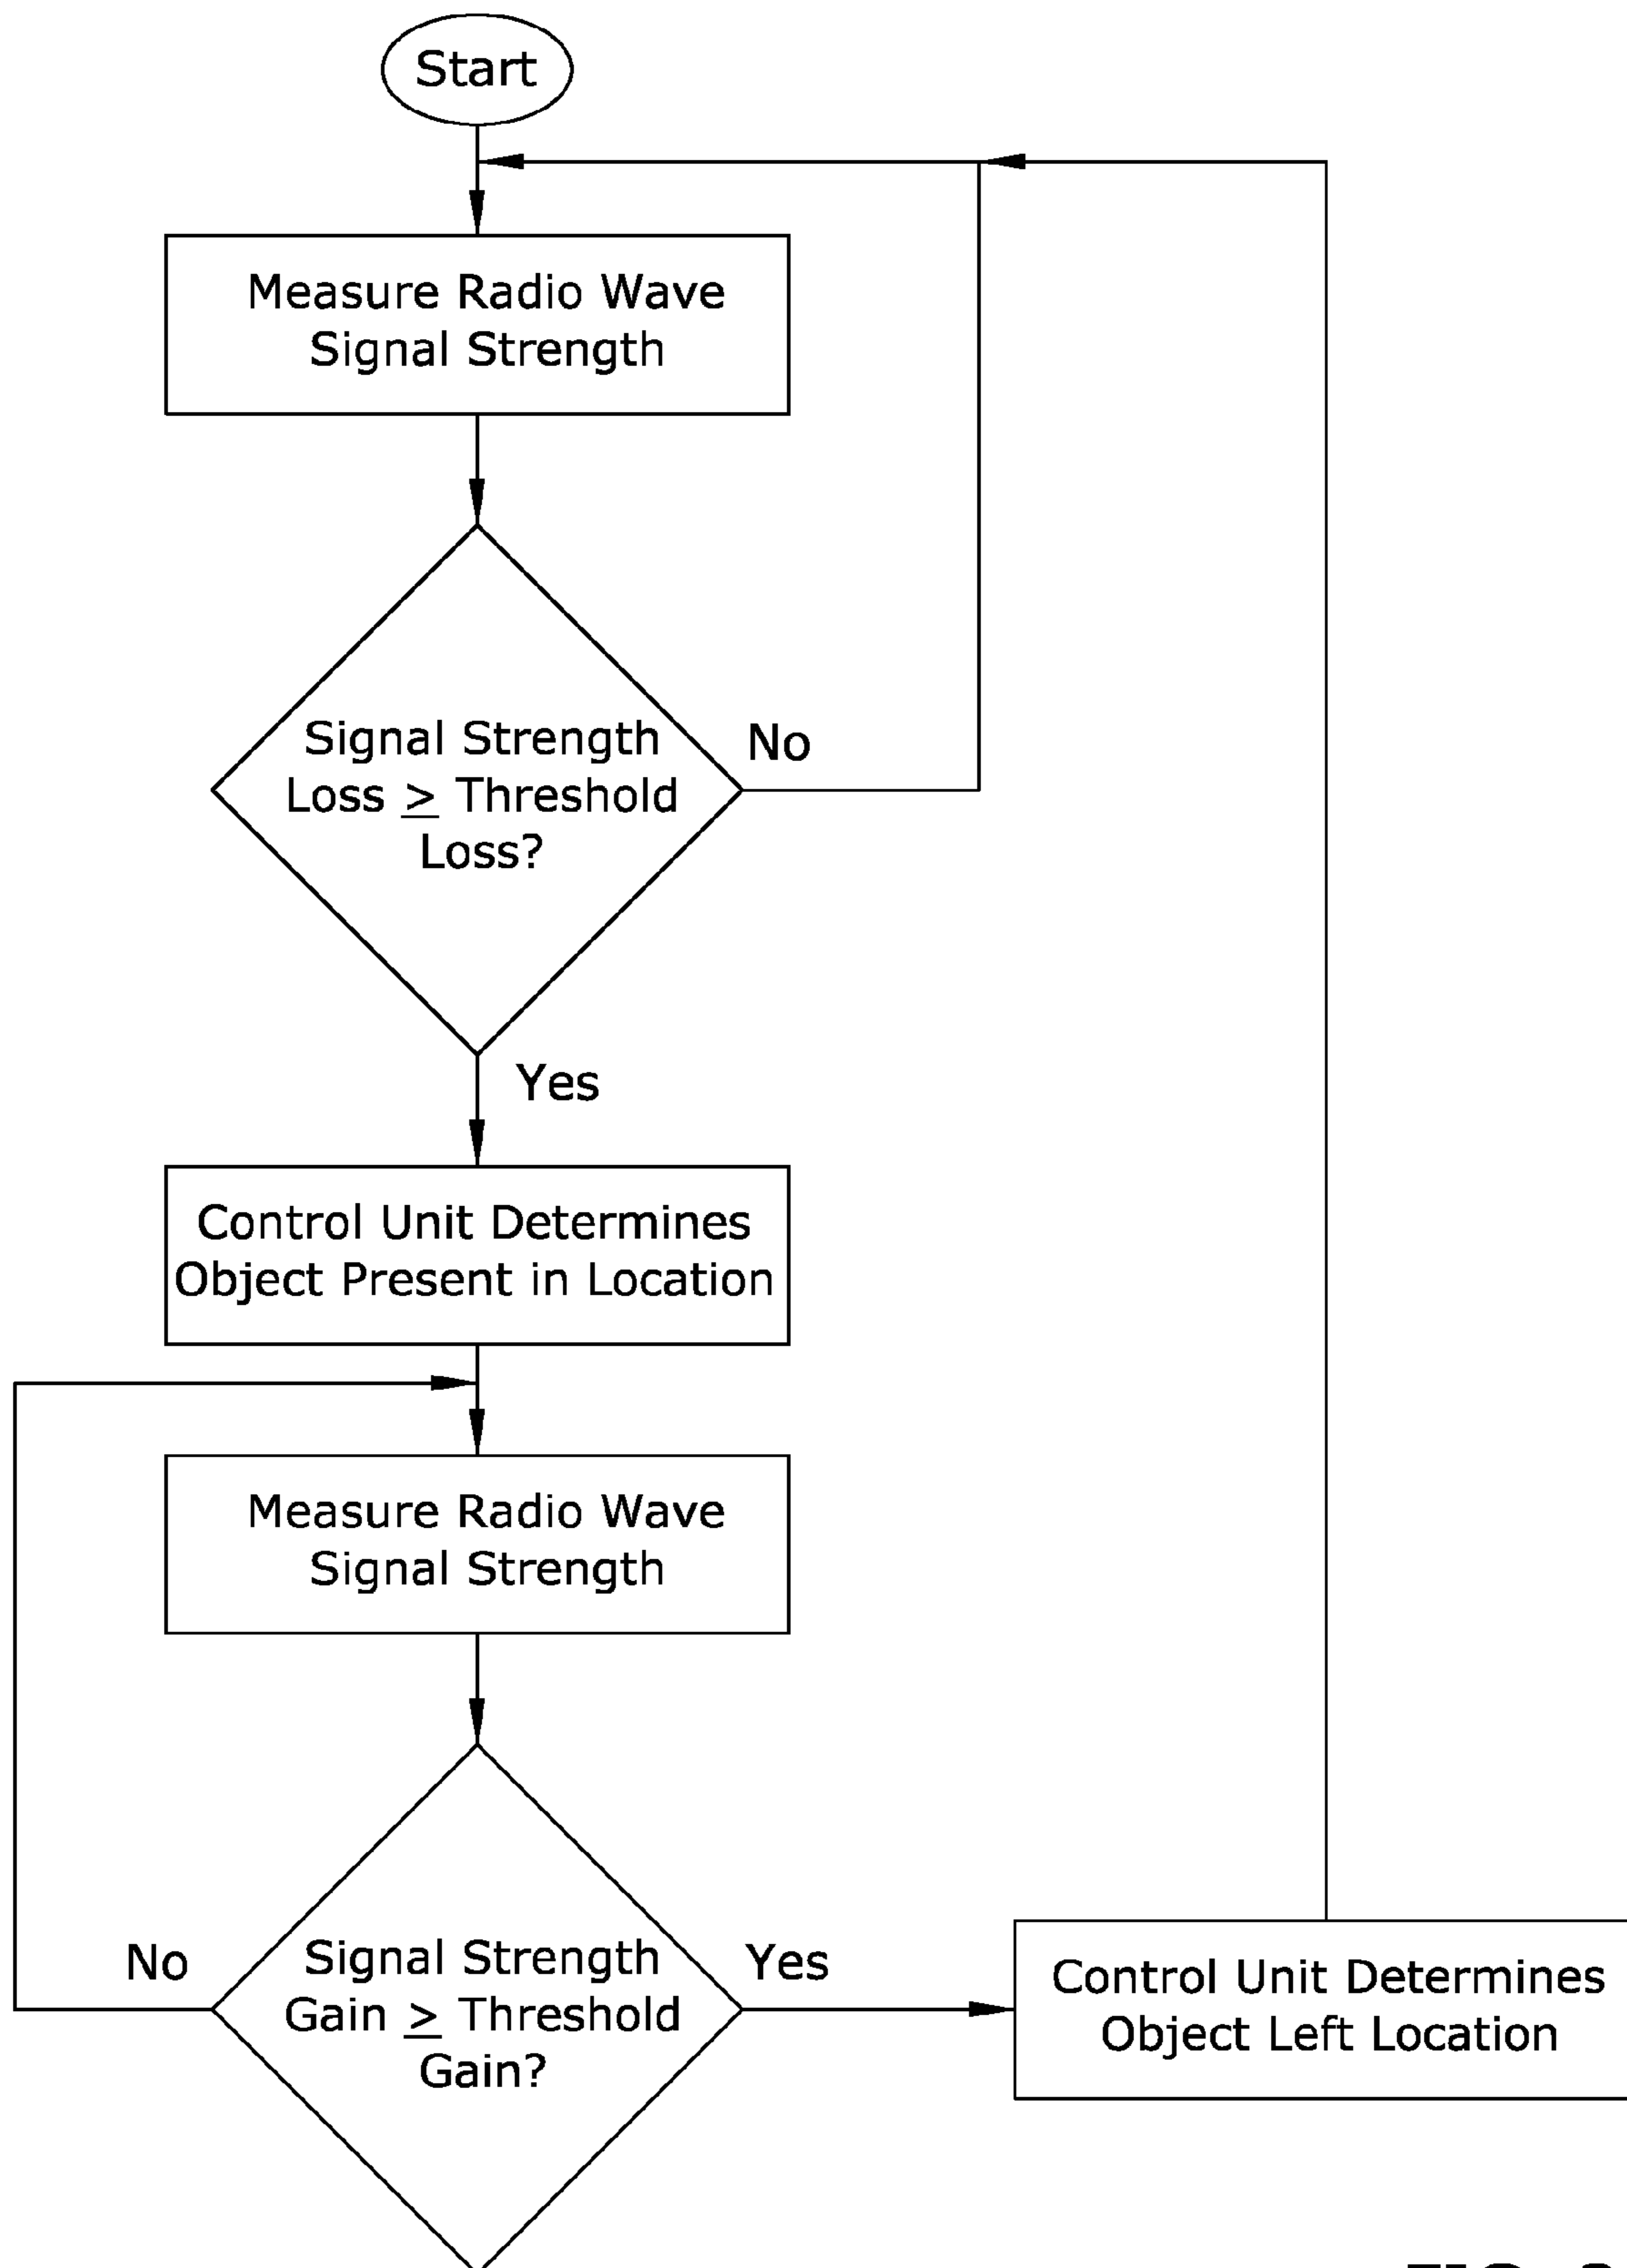 Start
Measure Radio Wave
Signal Strength
Signal Strength
Loss ≥ Threshold
Loss?
No
Yes
Control Unit Determines
Object Present in Location
Measure Radio Wave
Signal Strength
No
Signal Strength
Gain ≥ Threshold
Gain?
Yes
Control Unit Determines
Object Left Location